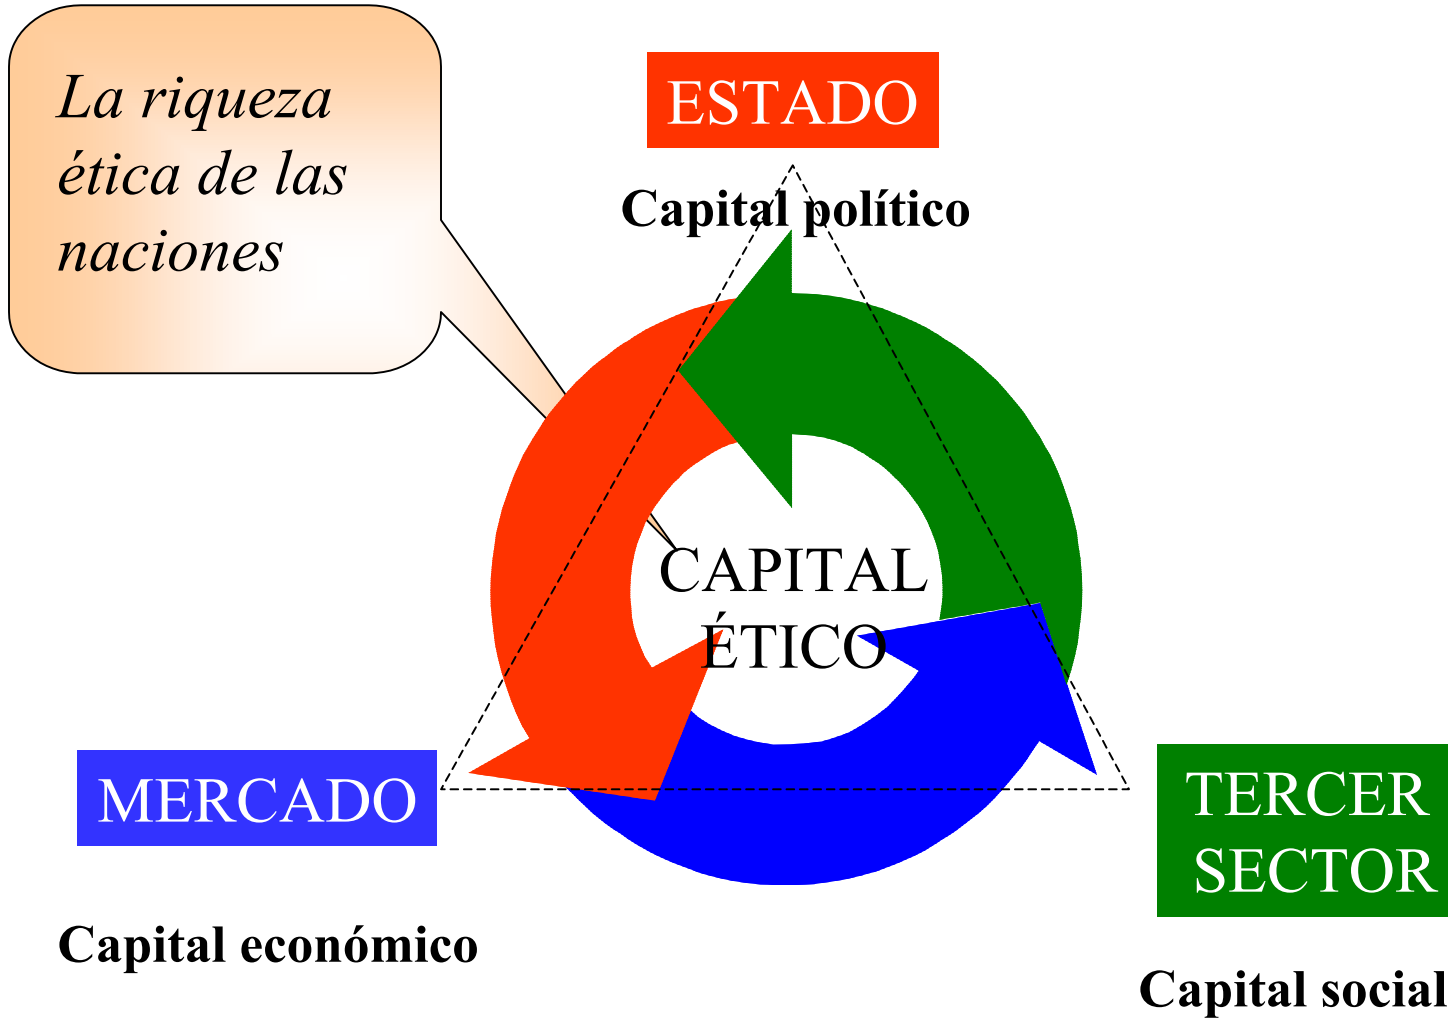 La riqueza
ética de las
naciones
ESTADO
Capital político
CAPITAL
ÉTICO
MERCADO
Capital económico
TERCER
SECTOR
Capital social